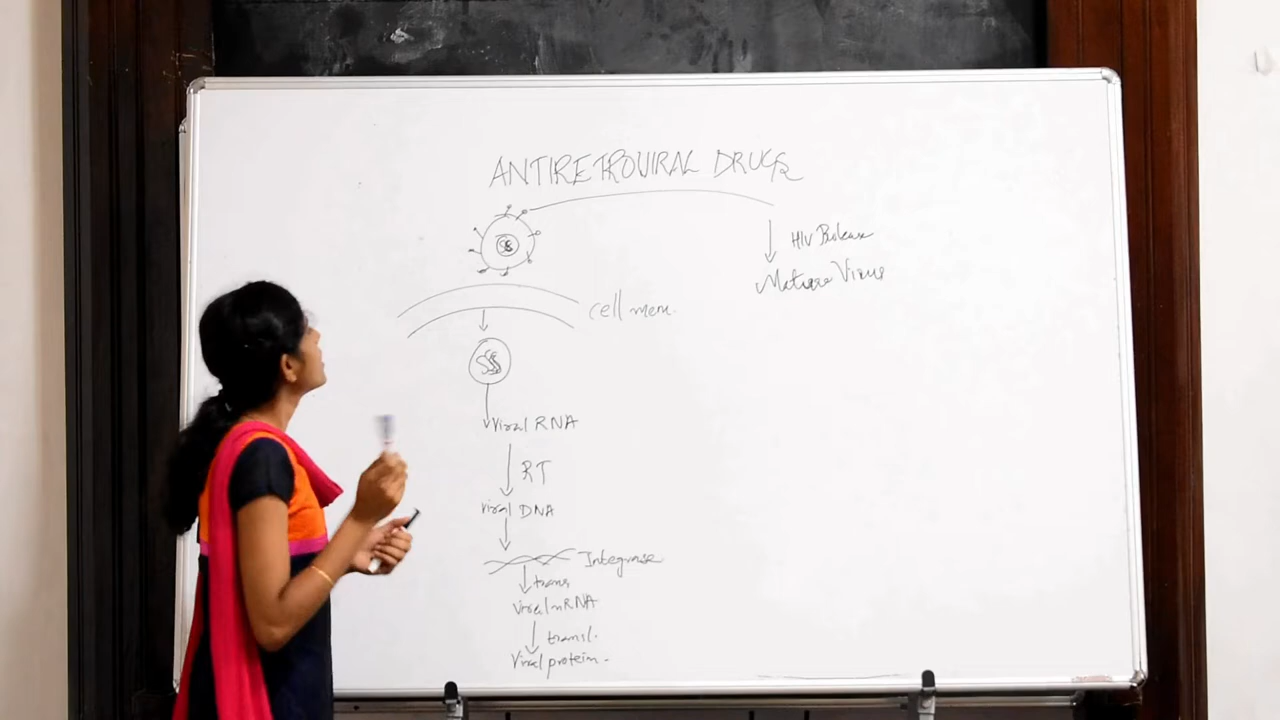 ANTIRETROVIRAL DRUGS
HIV
Mature Virus
cell mem.
Viral RNA
RT
Viral DNA
Integrase
trans
Viral mRNA
transl.
Viral protein.